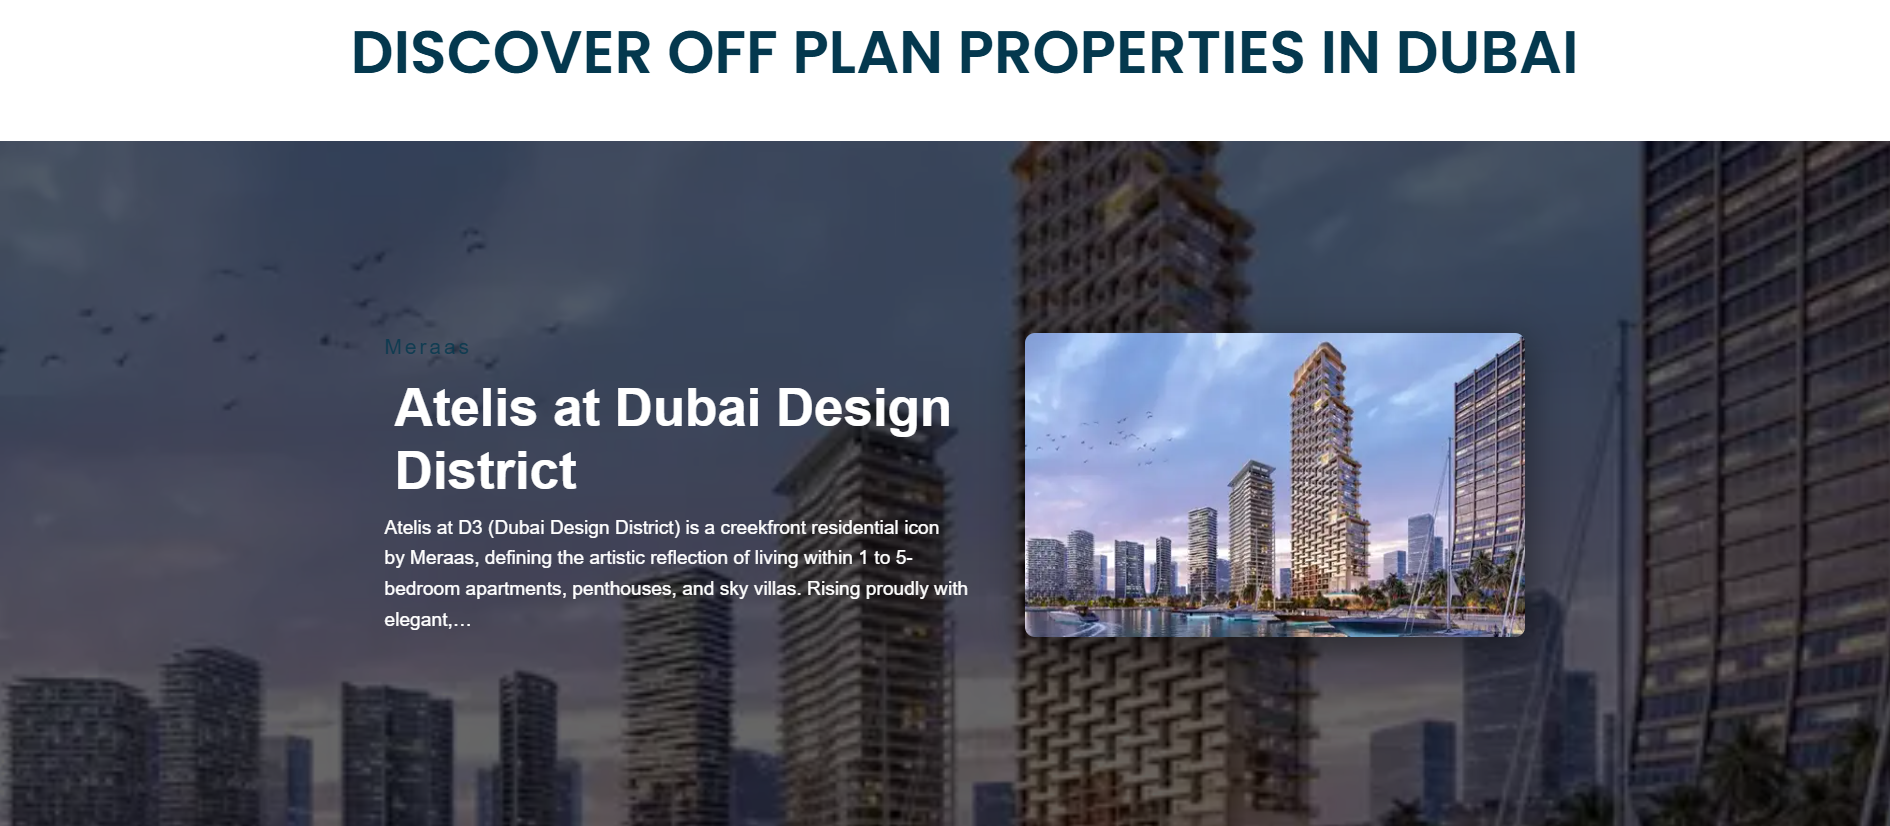 DISCOVER OFF PLAN PROPERTIES IN DUBAI
Meraas
Atelis at Dubai Design
District
Atelis at D3 (Dubai Design District) is a creekfront residential icon
by Meraas, defining the artistic reflection of living within 1 to 5-
bedroom apartments, penthouses, and sky villas. Rising proudly with
elegant,…